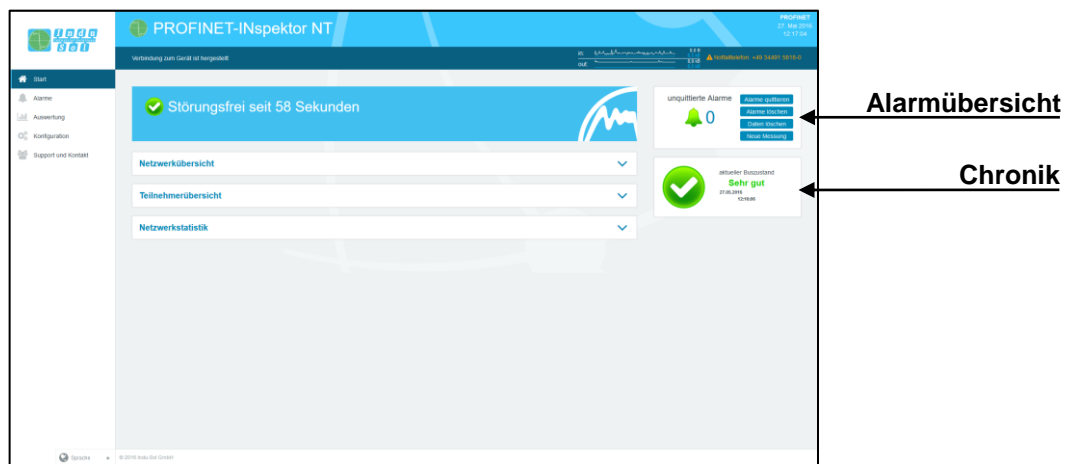 Indu
Sol
PROFINET-INspektor NT
PROFINET
27. Mai 2016
12:17:04
Verbindung zum Gerät ist hergestellt
in
out
Notfalltelefon: +49 34491 5818-0
Start
Alarme
Auswertung
Konfiguration
Support und Kontakt
Störungsfrei seit 58 Sekunden
unquittierte Alarme
0
Alarme quittieren
Alarme löschen
Daten löschen
Neue Messung
Alarmübersicht
Netzwerkübersicht
Teilnehmerübersicht
Netzwerkstatistik
aktueller Buszustand
Sehr gut
27.05.2016
Chronik
Sprache
© 2016 Indu-Sol GmbH